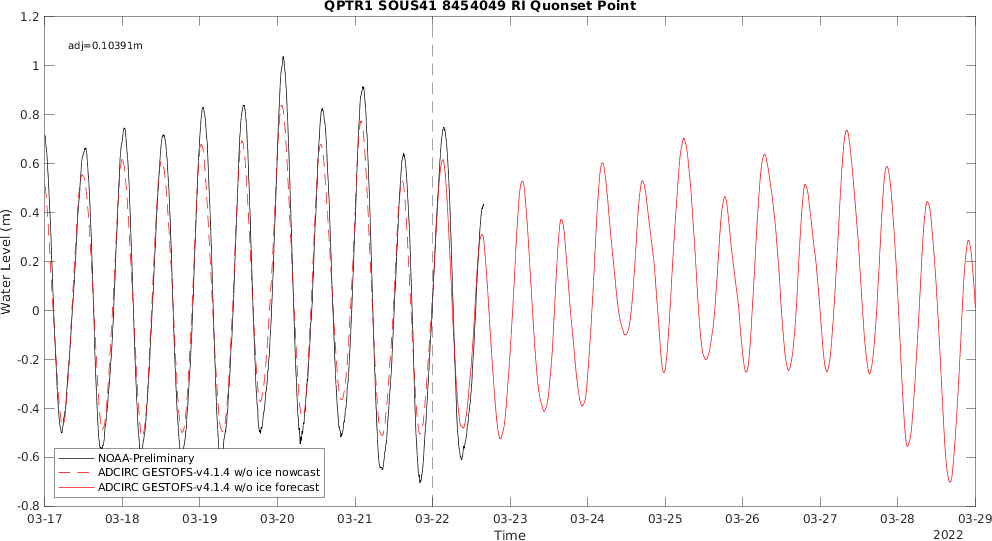 QPTR1 SOUS41 8454049 RI Quonset Point
1.2
1
0.8
0.6
0.4
0.2
0
-0.2
-0.4
-0.6
-0.8
Water Level (m)
adj=0.10391m
NOAA-Preliminary
ADCIRC GESTOFS-v4.1.4 w/o ice nowcast
ADCIRC GESTOFS-v4.1.4 w/o ice forecast
03-17 03-18 03-19 03-20 03-21 03-22 03-23 03-24 03-25 03-26 03-27 03-28 03-29
Time
2022